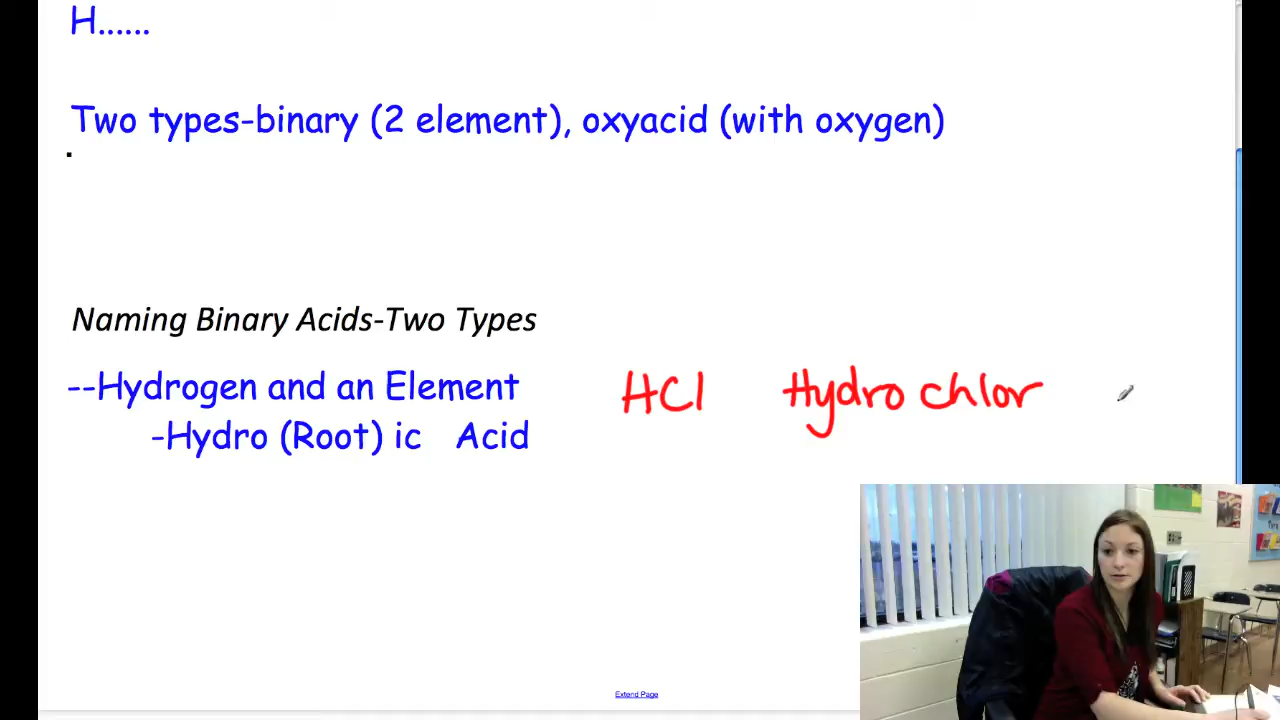 H......
Two types-binary (2 element), oxyacid (with oxygen)
Naming Binary Acids-Two Types
--Hydrogen and an Element HCl Hydro chlor
-Hydro (Root) ic Acid
Extend Page